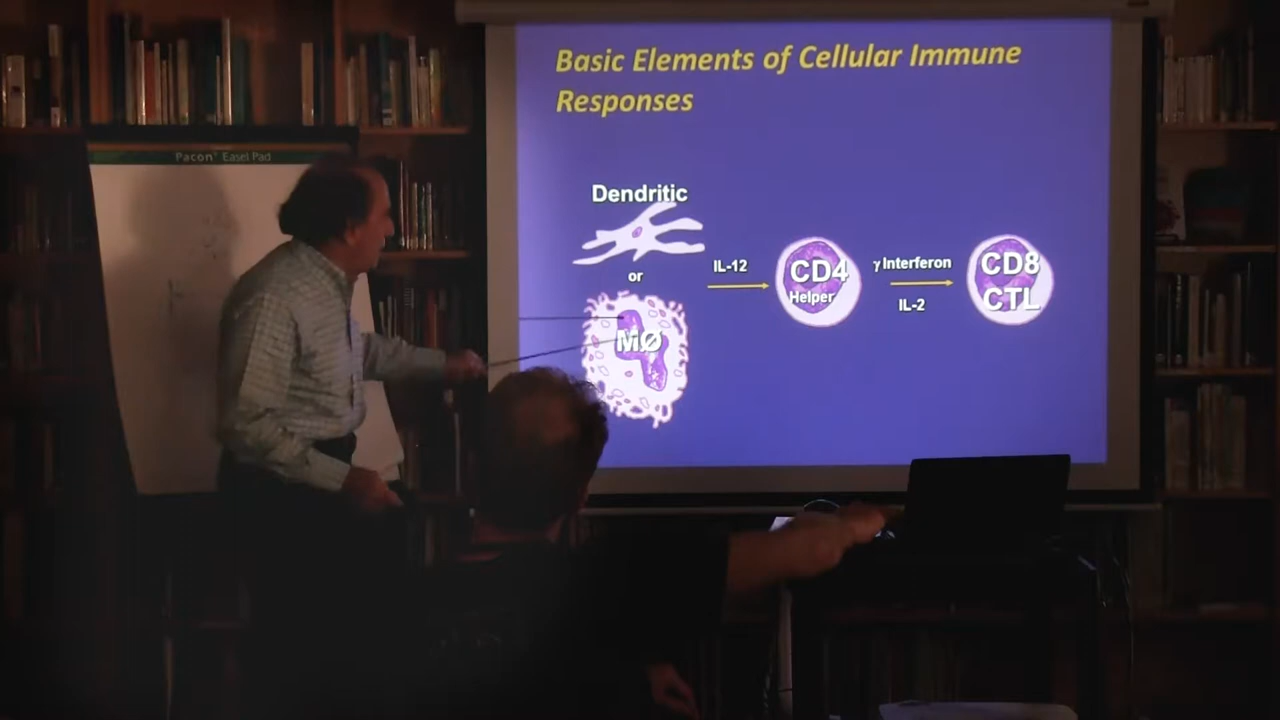 Basic Elements of Cellular Immune
Responses
Pacon® Easel Pad
Dendritic
or
MØ
IL-12
CD4
Helper
γ Interferon
IL-2
CD8
CTL